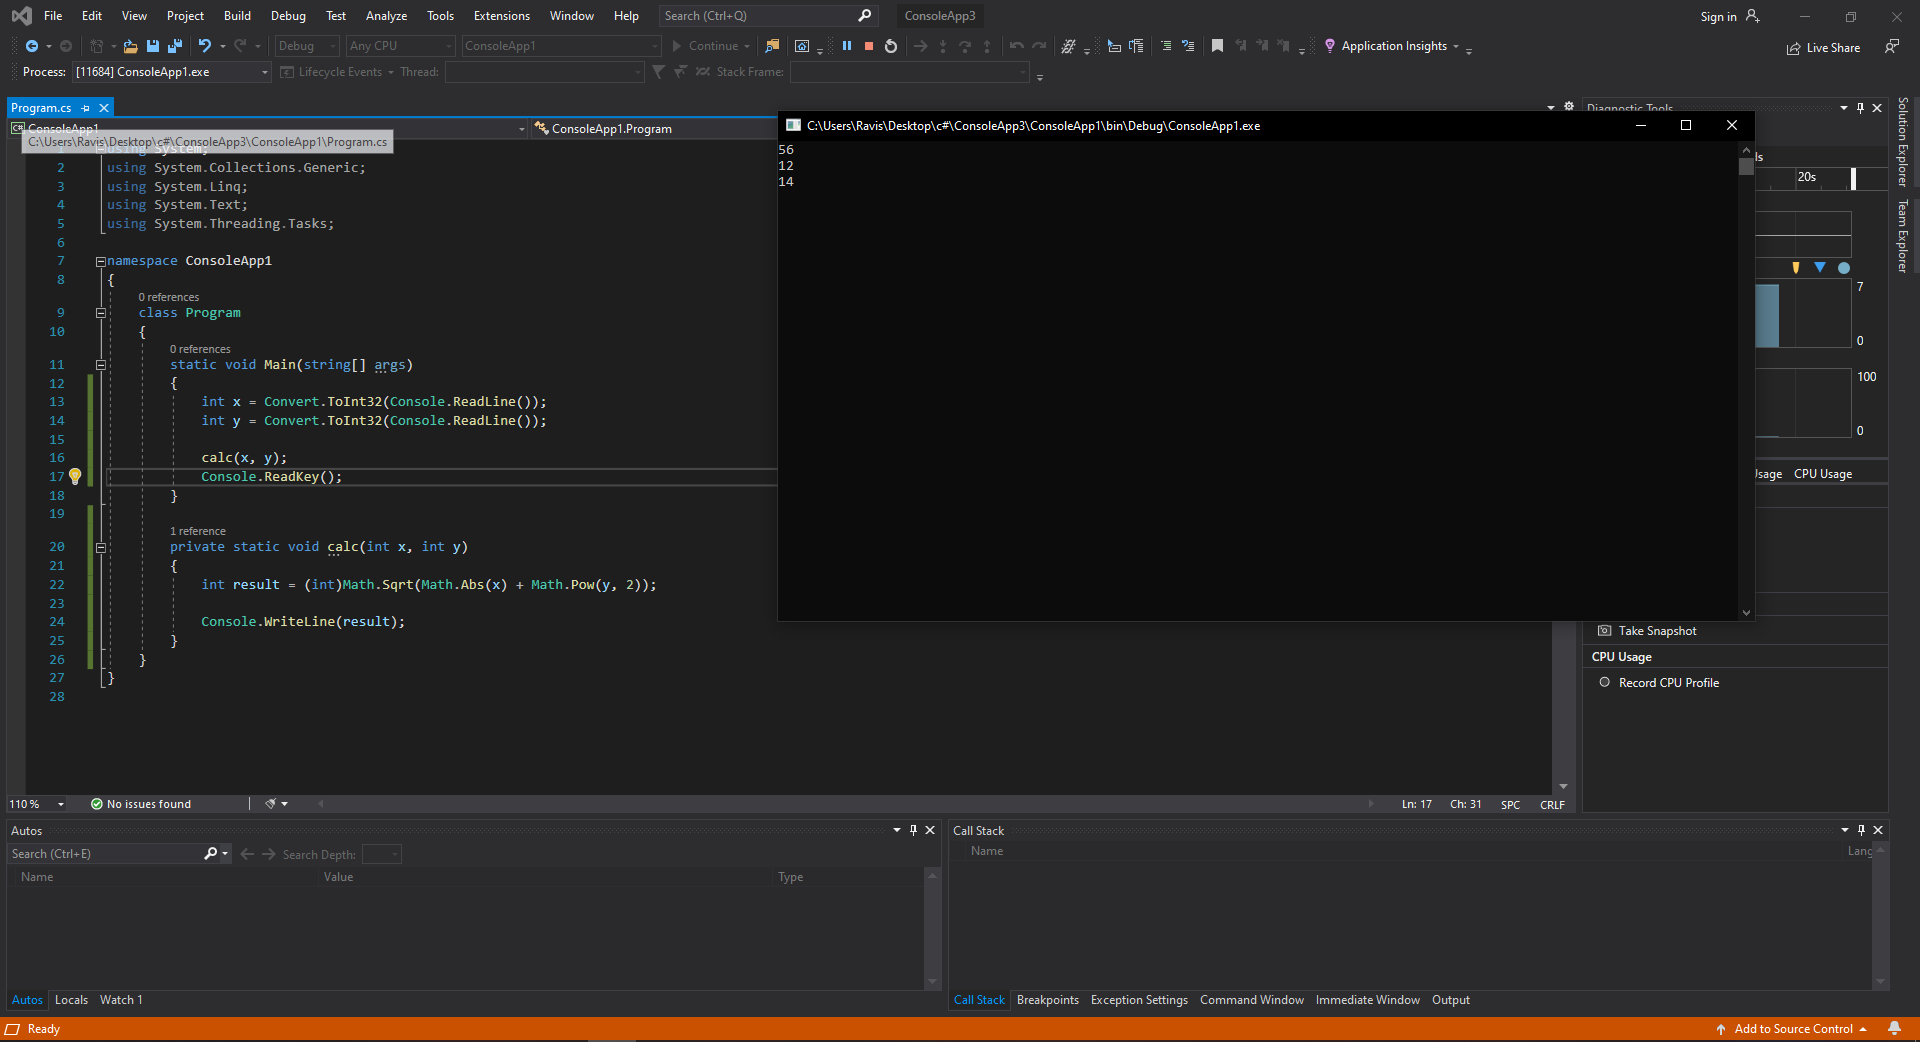 File Edit View Project Build Debug Test Analyze Tools Extensions Window Help Search (Ctrl+Q) ConsoleApp3 Sign in
Debug Any CPU ConsoleApp1 Continue Application Insights Live Share
Process: [11684] ConsoleApp1.exe Lifecycle Events Thread: Stack Frame:
Program.cs
ConsoleApp1 ConsoleApp1.Program
C:\Users\Ravis\Desktop\c#\ConsoleApp3\ConsoleApp1\Program.cs
1 using System;
2 using System.Collections.Generic;
3 using System.Linq;
4 using System.Text;
5 using System.Threading.Tasks;
6
7 namespace ConsoleApp1
8 {
0 references
9 class Program
10 {
0 references
11 static void Main(string[] args)
12 {
13 int x = Convert.ToInt32(Console.ReadLine());
14 int y = Convert.ToInt32(Console.ReadLine());
15
16 calc(x, y);
17 Console.ReadKey();
18 }
19
1 reference
20 private static void calc(int x, int y)
21 {
22 int result = (int)Math.Sqrt(Math.Abs(x) + Math.Pow(y, 2));
23
24 Console.WriteLine(result);
25 }
26 }
27 }
28
110 % No issues found Ln: 17 Ch: 31 SPC CRLF
C:\Users\Ravis\Desktop\c#\ConsoleApp3\ConsoleApp1\bin\Debug\ConsoleApp1.exe
56
12
14
Diagnostic Tools
20s
7
0
100
0
CPU Usage
Take Snapshot
CPU Usage
Record CPU Profile
Solution Explorer
Team Explorer
Autos
Search (Ctrl+E) Search Depth:
Name Value Type
Autos Locals Watch 1
Call Stack
Name Lang
Call Stack Breakpoints Exception Settings Command Window Immediate Window Output
Ready Add to Source Control